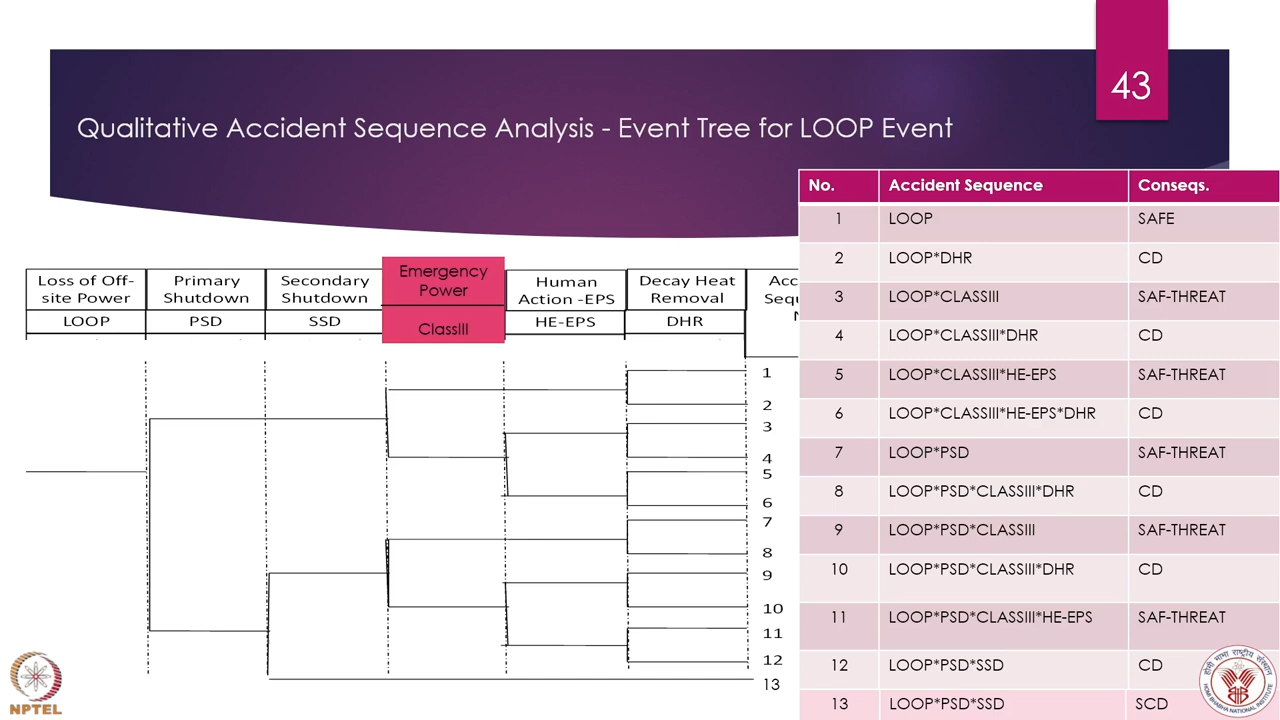 43
Qualitative Accident Sequence Analysis - Event Tree for LOOP Event
Loss of Off-
site Power
LOOP
Primary
Shutdown
PSD
Secondary
Shutdown
SSD
Emergency
Power
ClassIII
Human
Action -EPS
HE-EPS
Decay Heat
Removal
DHR
1
2
3
4
5
6
7
8
9
10
11
12
13
No. Accident Sequence Conseqs.
1 LOOP SAFE
2 LOOP*DHR CD
3 LOOP*CLASSIII SAF-THREAT
4 LOOP*CLASSIII*DHR CD
5 LOOP*CLASSIII*HE-EPS SAF-THREAT
6 LOOP*CLASSIII*HE-EPS*DHR CD
7 LOOP*PSD SAF-THREAT
8 LOOP*PSD*CLASSIII*DHR CD
9 LOOP*PSD*CLASSIII SAF-THREAT
10 LOOP*PSD*CLASSIII*DHR CD
11 LOOP*PSD*CLASSIII*HE-EPS SAF-THREAT
12 LOOP*PSD*SSD CD
13 LOOP*PSD*SSD SCD
NPTEL